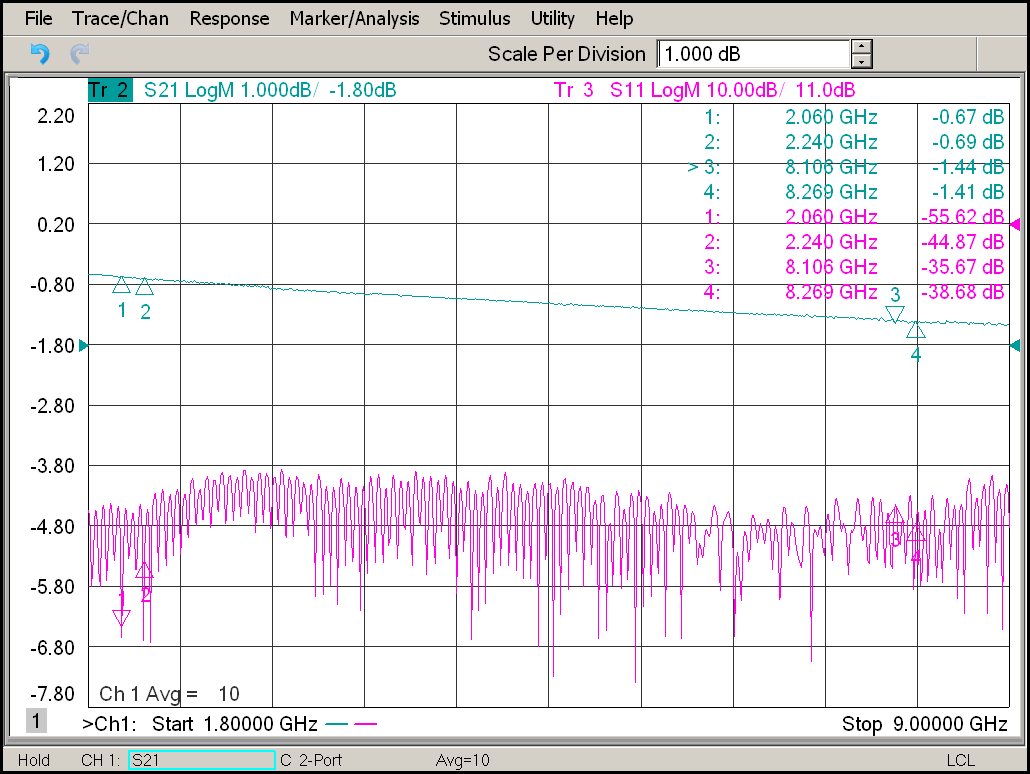 File Trace/Chan Response Marker/Analysis Stimulus Utility Help
Scale Per Division 1.000 dB
Tr 2 S21 LogM 1.000dB/ -1.80dB Tr 3 S11 LogM 10.00dB/ 11.0dB
2.20
1: 2.060 GHz -0.67 dB
2: 2.240 GHz -0.69 dB
1.20
> 3: 8.106 GHz -1.44 dB
4: 8.269 GHz -1.41 dB
0.20
1: 2.060 GHz -55.62 dB
2: 2.240 GHz -44.87 dB
3: 8.106 GHz -35.67 dB
-0.80
4: 8.269 GHz -38.68 dB
3
1 2
-1.80
4
-2.80
-3.80
-4.80
3
4
-5.80
1 2
-6.80
-7.80
Ch 1 Avg = 10
1 >Ch1: Start 1.80000 GHz Stop 9.00000 GHz
Hold CH 1: S21 C 2-Port Avg=10 LCL